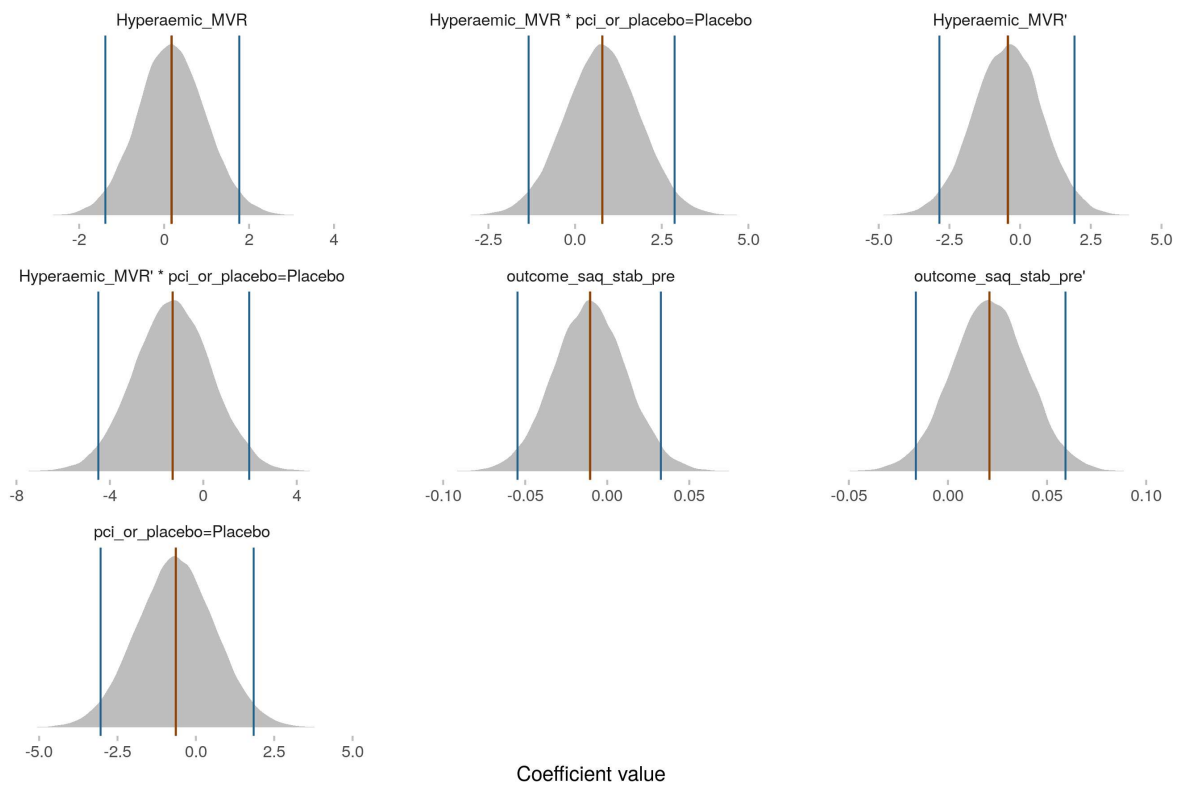 Hyperaemic_MVR
Hyperaemic_MVR * pci_or_placebo=Placebo
Hyperaemic_MVR'
-2 0 2 4
-2.5 0.0 2.5 5.0
-5.0 -2.5 0.0 2.5 5.0
Hyperaemic_MVR' * pci_or_placebo=Placebo
outcome_saq_stab_pre
outcome_saq_stab_pre'
-8 -4 0 4
-0.10 -0.05 0.00 0.05
-0.05 0.00 0.05 0.10
pci_or_placebo=Placebo
-5.0 -2.5 0.0 2.5 5.0
Coefficient value